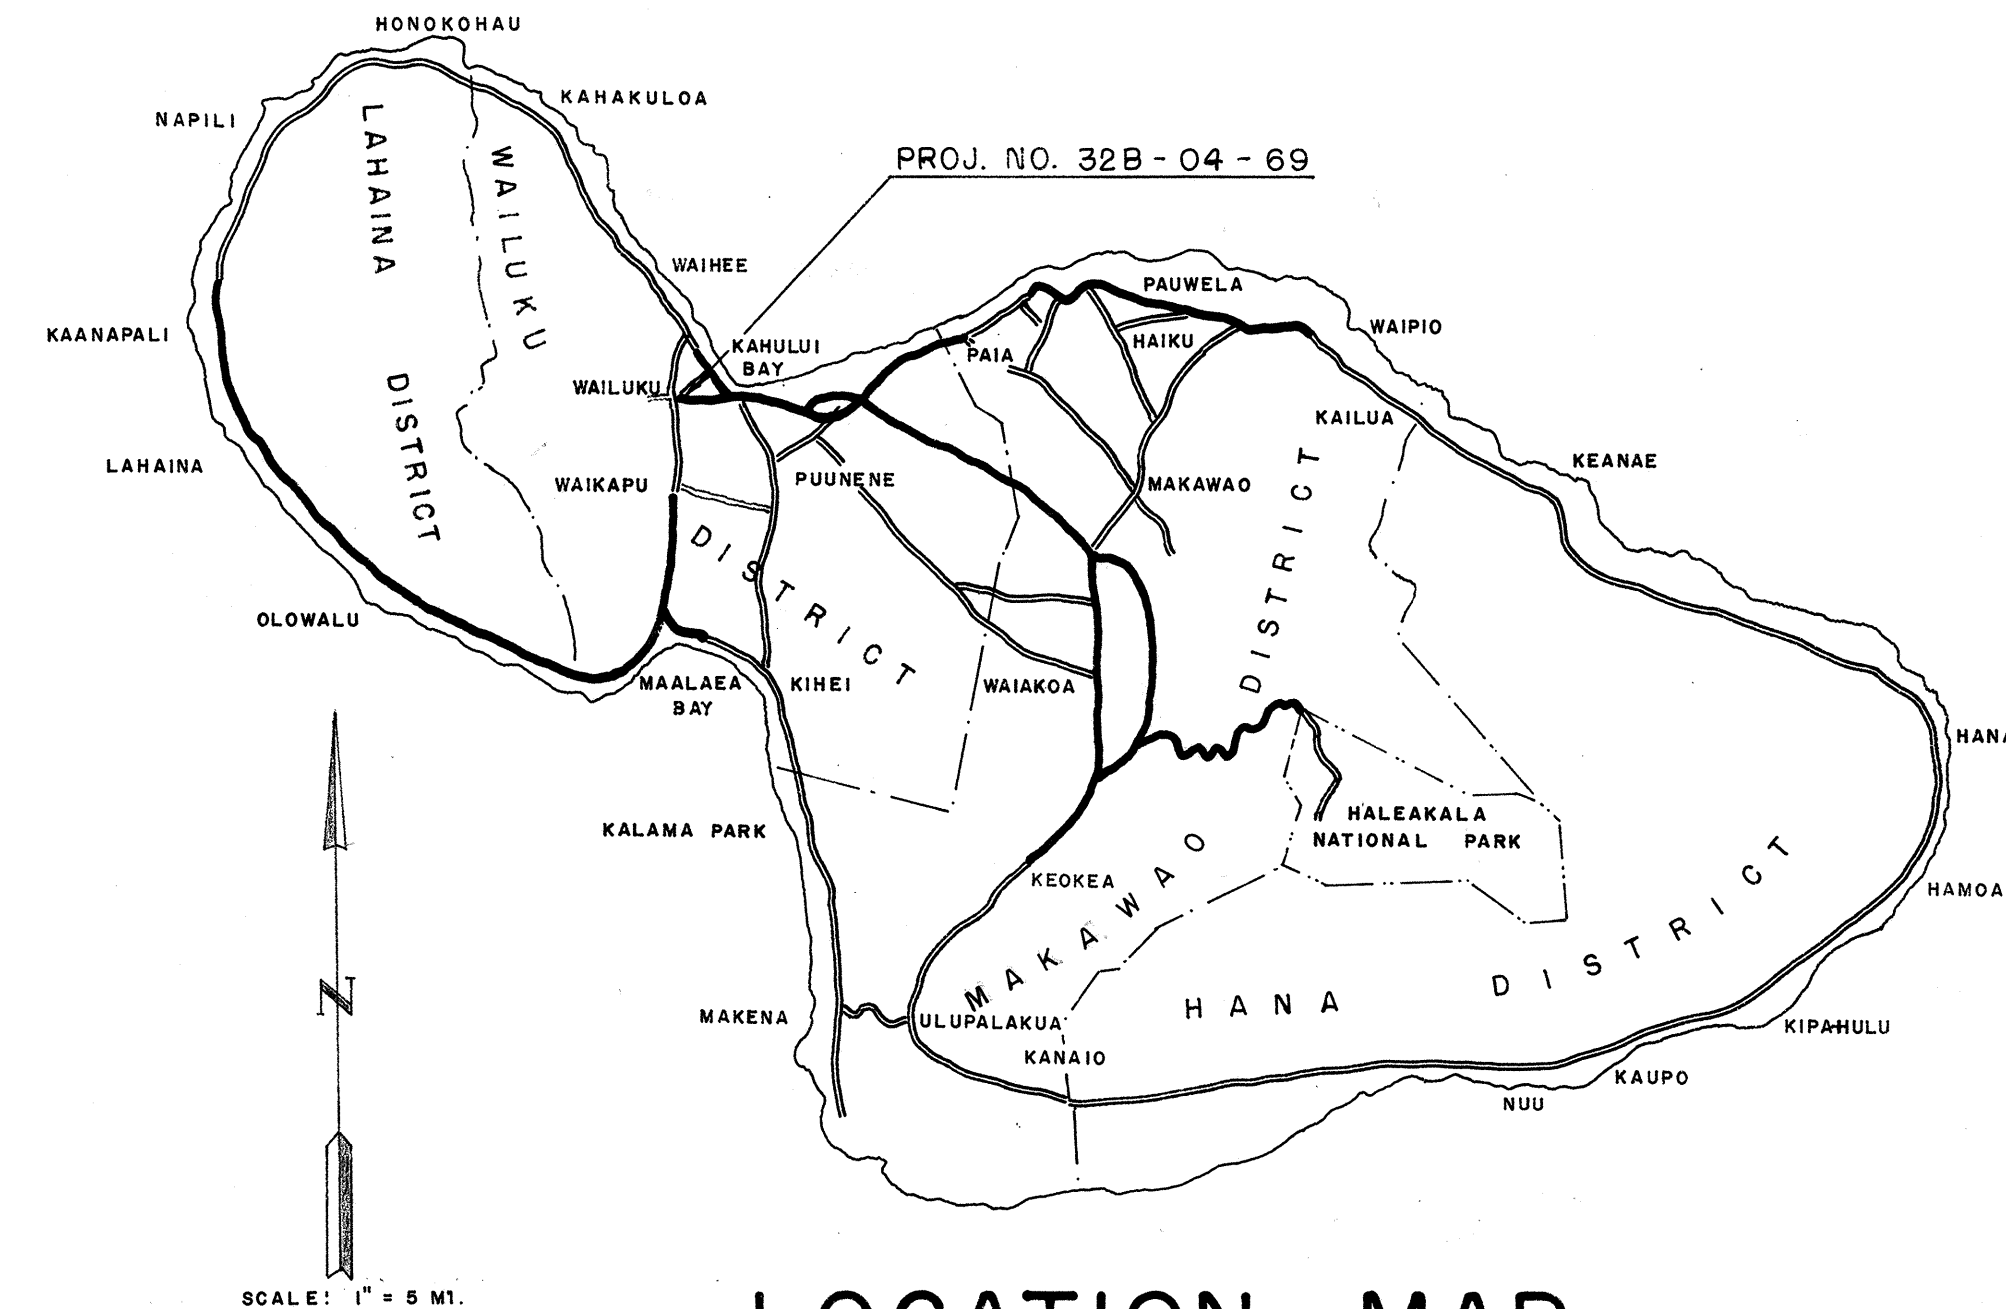 HONOKOHAU
KAHAKULOA
NAPILI
LAHAINA
DISTRICT
WAILUKU
DISTRICT
PROJ. NO. 32B - 04 - 69
WAIHEE
KAANAPALI
KAHULUI
BAY
WAILUKU
PAUWELA
WAIPIO
HAIKU
PAIA
KAILUA
KEANAE
LAHAINA
WAIKAPU
PUUNENE
MAKAWAO
OLOWALU
MAALAEA
BAY
KIHEI
WAIAKOA
KALAMA PARK
HALEAKALA
NATIONAL PARK
KEOKEA
MAKAWAO
DISTRICT
HANA
HAMOA
HANA DISTRICT
MAKENA
ULUPALAKUA
KANAIO
KIPAHULU
KAUPO
NUU
N
SCALE: 1" = 5 MI.
LOCATION MAP